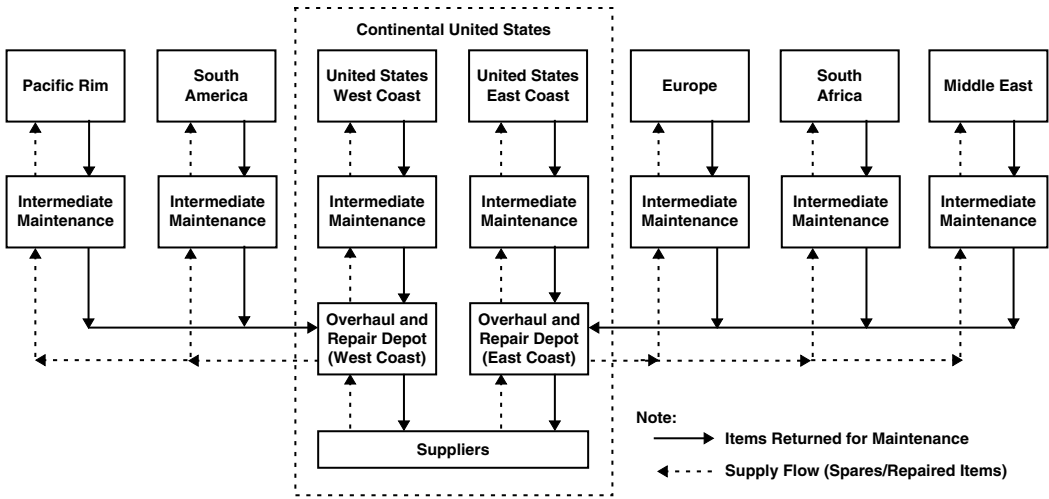 Continental United States
Pacific Rim
South
America
United States
West Coast
United States
East Coast
Europe
South
Africa
Middle East
Intermediate
Maintenance
Intermediate
Maintenance
Intermediate
Maintenance
Intermediate
Maintenance
Intermediate
Maintenance
Intermediate
Maintenance
Intermediate
Maintenance
Overhaul and
Repair Depot
(West Coast)
Overhaul and
Repair Depot
(East Coast)
Suppliers
Note:
Items Returned for Maintenance
Supply Flow (Spares/Repaired Items)